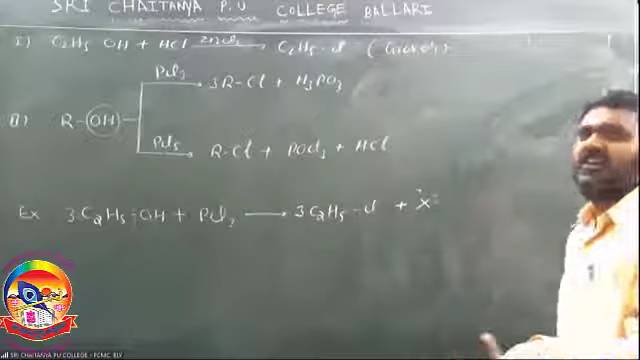 SRI CHAITANYA P.U COLLEGE BALLARI
I) C2H5 OH + HCl ZnCl2 C2H5-Cl
PCl3 3R-Cl + H3PO3
II) R-OH
PCl5 R-Cl + POCl3 + HCl
Ex 3C2H5-OH + PCl3 → 3C2H5-Cl + "X"
SRI CHAITANYA PU COLLEGE - PCMC, BLY